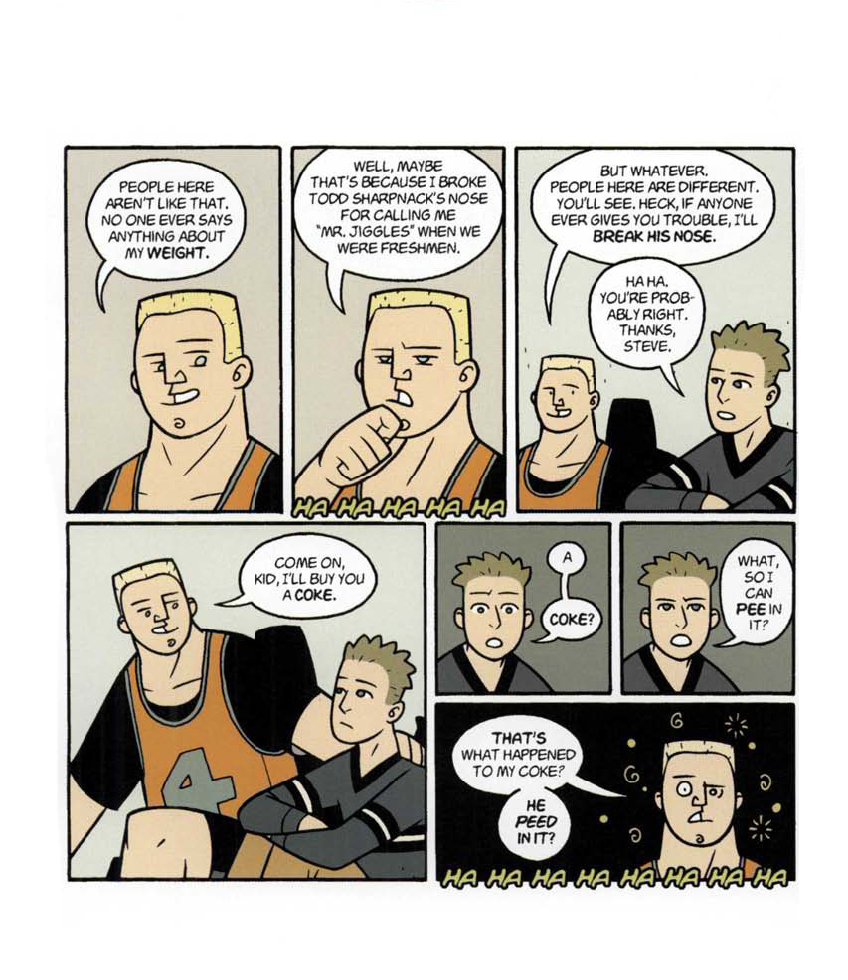 PEOPLE HERE
AREN'T LIKE THAT.
NO ONE EVER SAYS
ANYTHING ABOUT
MY WEIGHT.
WELL, MAYBE
THAT'S BECAUSE I BROKE
TODD SHARPNACK'S NOSE
FOR CALLING ME
"MR. JIGGLES" WHEN WE
WERE FRESHMEN.
HA HA HA HA HA
BUT WHATEVER.
PEOPLE HERE ARE DIFFERENT.
YOU'LL SEE. HECK, IF ANYONE
EVER GIVES YOU TROUBLE, I'LL
BREAK HIS NOSE.
HA HA.
YOU'RE PROB-
ABLY RIGHT.
THANKS,
STEVE.
COME ON,
KID, I'LL BUY YOU
A COKE.
4
A
COKE?
WHAT,
SO I
CAN
PEE IN
IT?
THAT'S
WHAT HAPPENED
TO MY COKE?
HE
PEED
IN IT?
HA HA HA HA HA HA HA HA